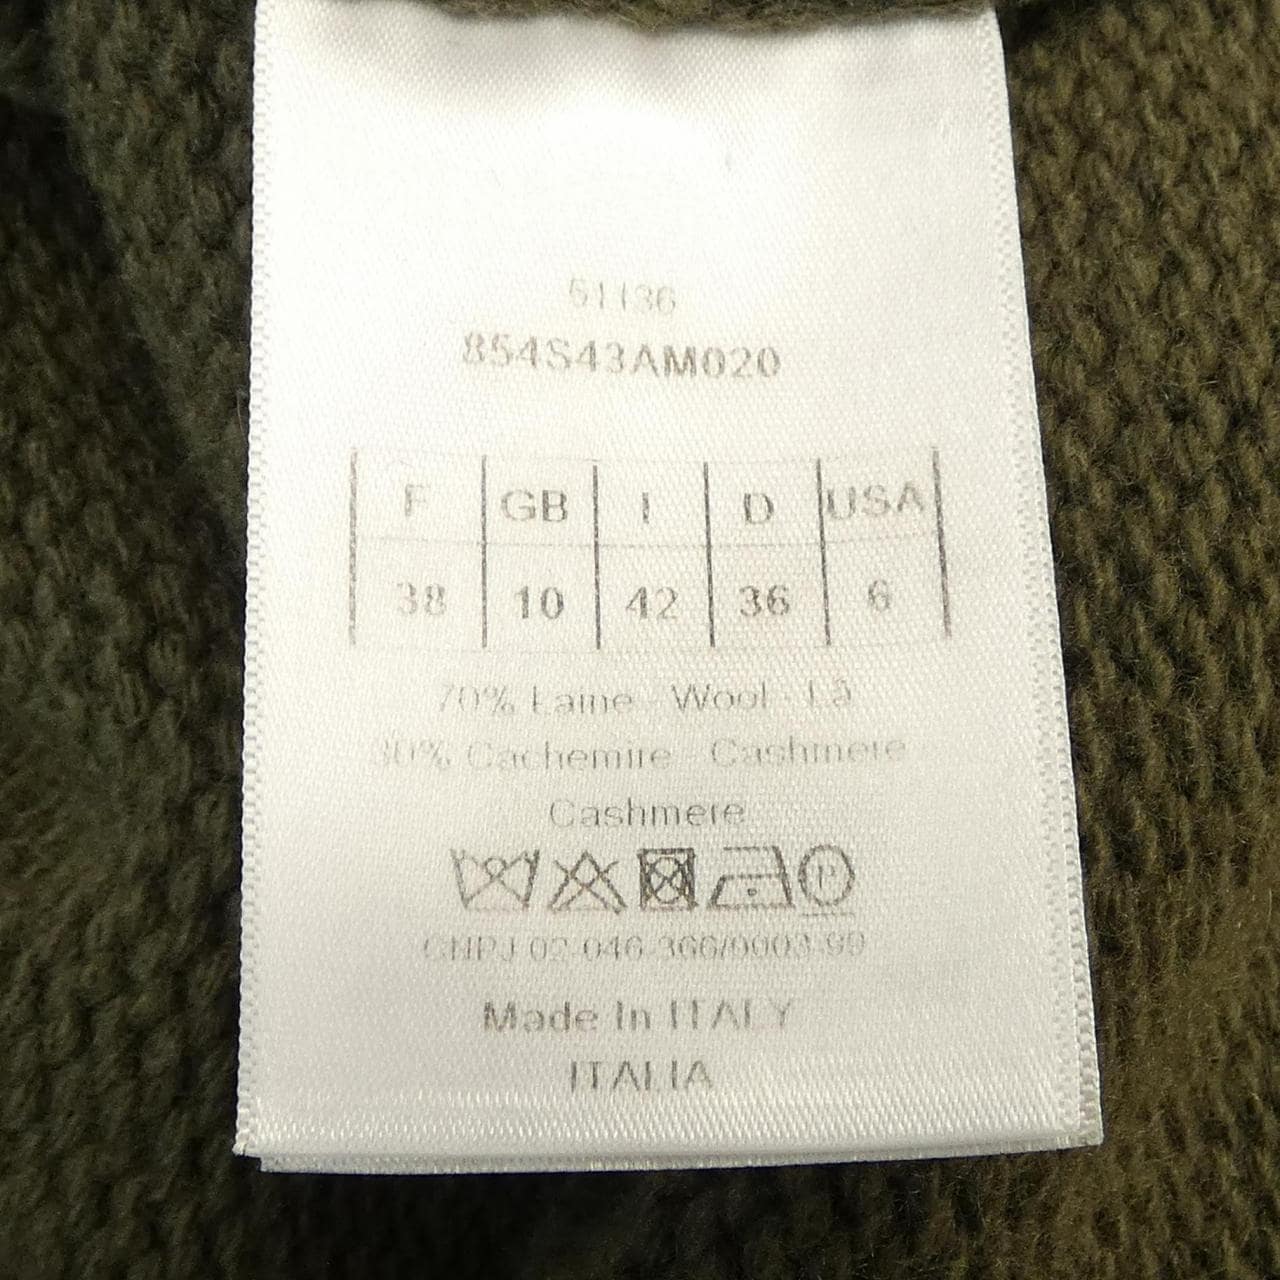 51136
854S43AM020
F GB I D USA
38 10 42 36 6
70% Laine - Wool - Lã
30% Cachemire - Cashmere
Cashmere
P
CNPJ 02-046-366/0003-99
Made In ITALY
ITALIA